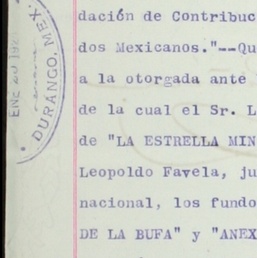 ENE 20
DURANGO, MEX.
dación de Contribuc
dos Mexicanos."--Qu
a la otorgada ante
de la cual el Sr. L
de "LA ESTRELLA MIN
Leopoldo Favela, ju
nacional, los fundo
DE LA BUFA" y "ANEX